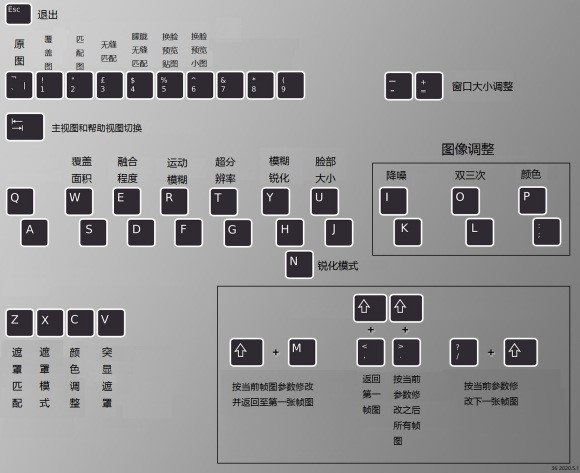 Esc 退出
原图
覆盖图
匹配图
无缝匹配
朦胧无缝匹配
换脸预览贴图
换脸预览小图
! 1
" 2
£ 3
$ 4
% 5
^ 6
& 7
* 8
( 9
— -
+ =
窗口大小调整
主视图和帮助视图切换
图像调整
覆盖面积
融合程度
运动模糊
超分辨率
模糊锐化
脸部大小
降噪
双三次
颜色
Q W E R T Y U I O P
A S D F G H J K L : ;
N 锐化模式
Z X C V
遮罩匹配
遮罩模式
颜色调整
突显遮罩
+ +
+ M
< ,
> .
? / +
按当前帧图参数修改
并返回至第一张帧图
返回
第一
帧图
按当前
参数修
改之后
所有帧
图
按当前参数修
改下一张帧图